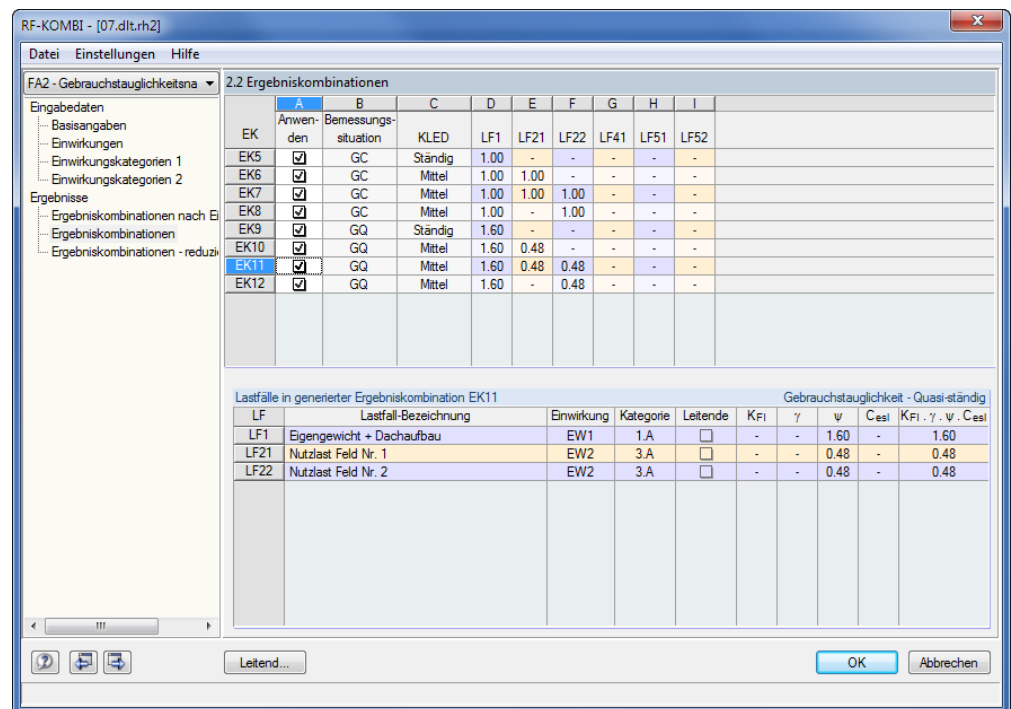 RF-KOMBI - [07.dlt.rh2]
Datei Einstellungen Hilfe
FA2 - Gebrauchstauglichkeitsna
Eingabedaten
Basisangaben
Einwirkungen
Einwirkungskategorien 1
Einwirkungskategorien 2
Ergebnisse
Ergebniskombinationen nach Ei
Ergebniskombinationen
Ergebniskombinationen - reduzi
2.2 Ergebniskombinationen
A B C D E F G H I
Anwen- Bemessungs-
EK den situation KLED LF1 LF21 LF22 LF41 LF51 LF52
EK5 GC Ständig 1.00 - - - - -
EK6 GC Mittel 1.00 1.00 - - - -
EK7 GC Mittel 1.00 1.00 1.00 - - -
EK8 GC Mittel 1.00 - 1.00 - - -
EK9 GQ Ständig 1.60 - - - - -
EK10 GQ Mittel 1.60 0.48 - - - -
EK11 GQ Mittel 1.60 0.48 0.48 - - -
EK12 GQ Mittel 1.60 - 0.48 - - -
Lastfälle in generierter Ergebniskombination EK11 Gebrauchstauglichkeit - Quasi-ständig
LF Lastfall-Bezeichnung Einwirkung Kategorie Leitende KFI γ ψ Cesl KFI . γ . ψ . Cesl
LF1 Eigengewicht + Dachaufbau EW1 1.A - - 1.60 - 1.60
LF21 Nutzlast Feld Nr. 1 EW2 3.A - - 0.48 - 0.48
LF22 Nutzlast Feld Nr. 2 EW2 3.A - - 0.48 - 0.48
Leitend... OK Abbrechen